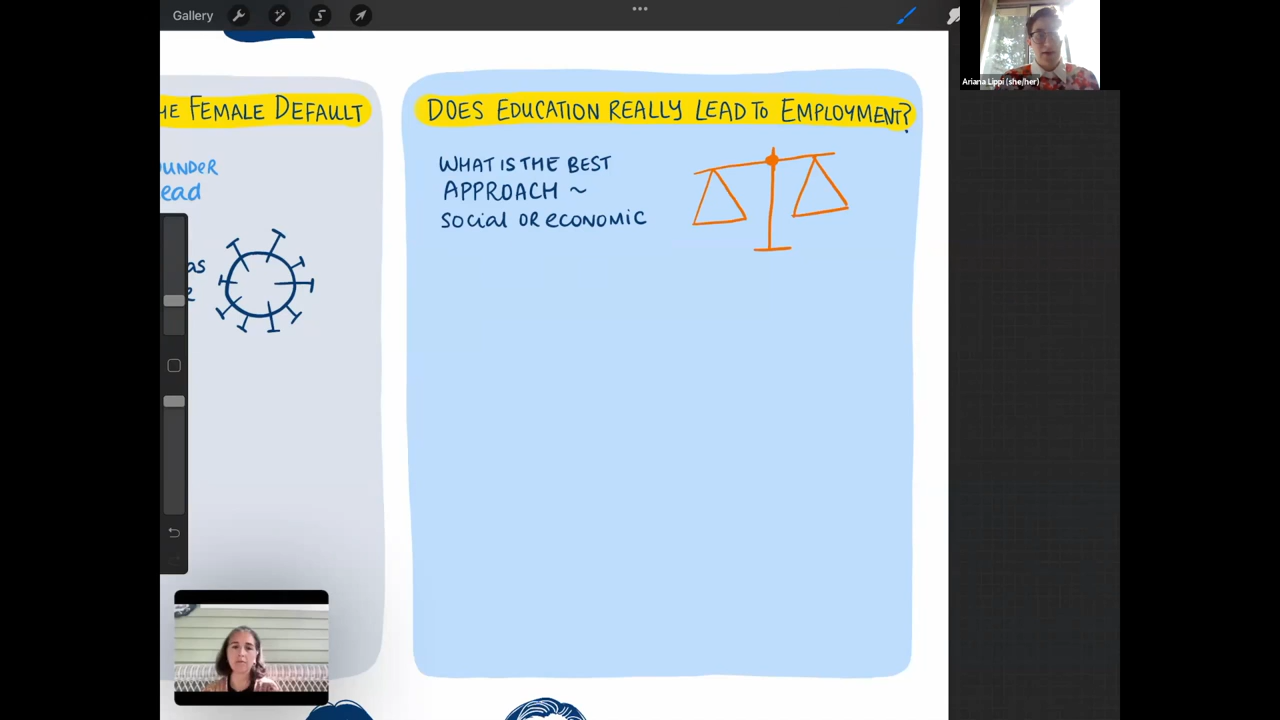 Gallery
Ariana Lippi (she/her)
HE FEMALE DEFAULT
OUNDER
ead
as
DOES EDUCATION REALLY LEAD TO EMPLOYMENT?
WHAT IS THE BEST
APPROACH ~
SOCIAL OR ECONOMIC